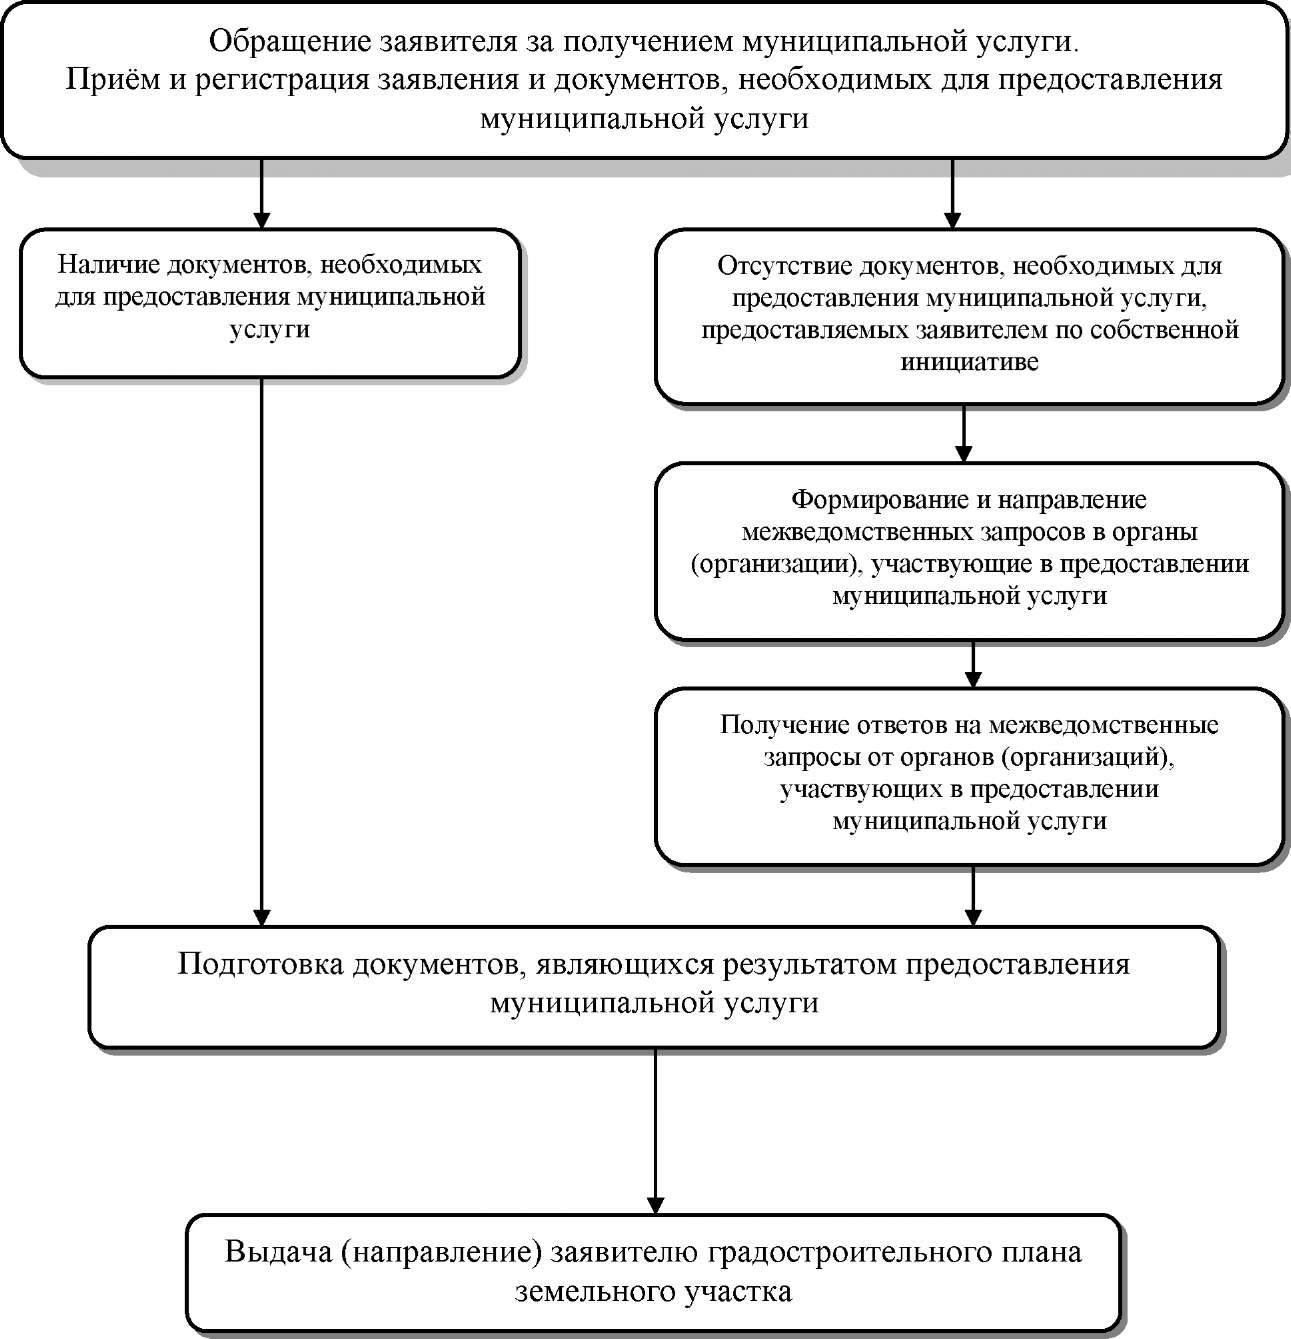 Обращение заявителя за получением муниципальной услуги.
Приём и регистрация заявления и документов, необходимых для предоставления
муниципальной услуги
Наличие документов, необходимых
для предоставления муниципальной
услуги
Отсутствие документов, необходимых для
предоставления муниципальной услуги,
предоставляемых заявителем по собственной
инициативе
Формирование и направление
межведомственных запросов в органы
(организации), участвующие в предоставлении
муниципальной услуги
Получение ответов на межведомственные
запросы от органов (организаций),
участвующих в предоставлении
муниципальной услуги
Подготовка документов, являющихся результатом предоставления
муниципальной услуги
Выдача (направление) заявителю градостроительного плана
земельного участка